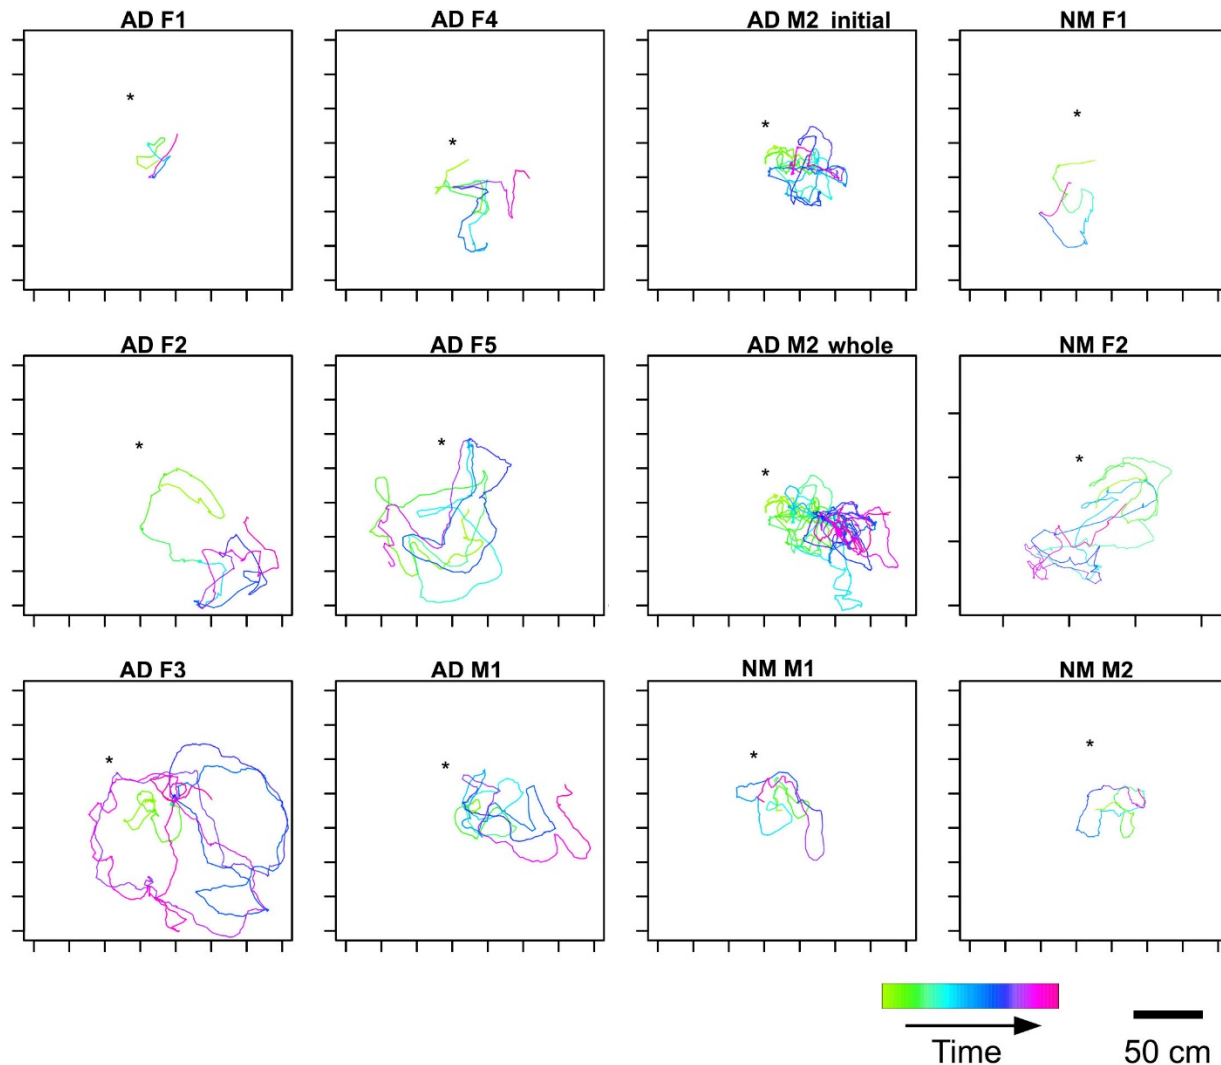 AD F1
AD F4
AD M2 initial
NM F1
*
*
*
*
AD F2
AD F5
AD M2 whole
NM F2
*
*
*
*
AD F3
AD M1
NM M1
NM M2
*
*
*
*
Time
50 cm